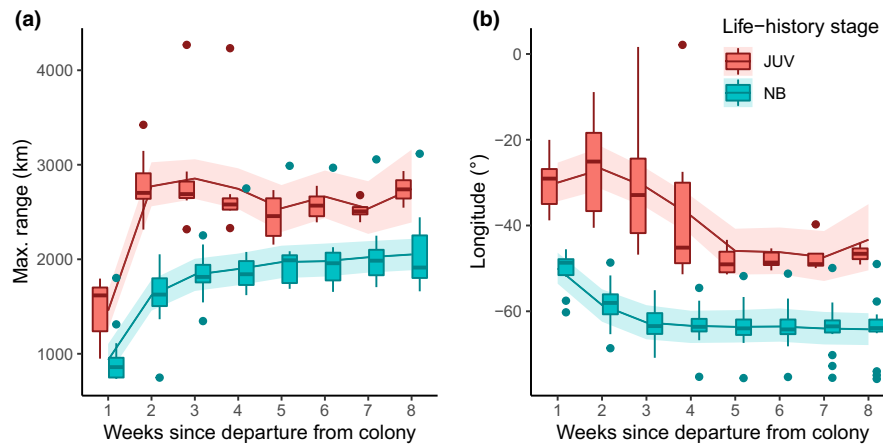 (a)
Max. range (km)
4000
3000
2000
1000
1 2 3 4 5 6 7 8
Weeks since departure from colony
(b)
Life−history stage
JUV
NB
Longitude (°)
0
−20
−40
−60
1 2 3 4 5 6 7 8
Weeks since departure from colony